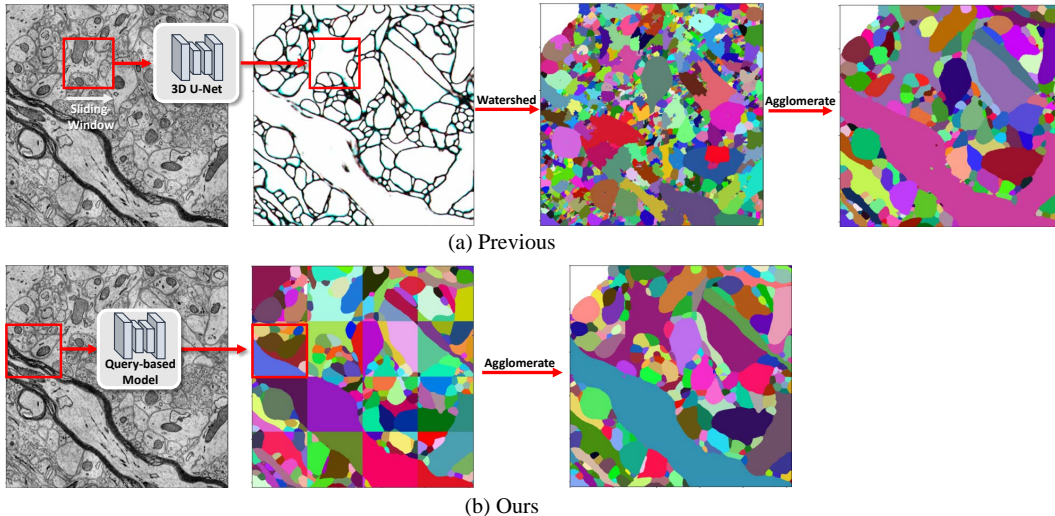 Sliding-
Window
3D U-Net
Watershed
Agglomerate
(a) Previous
Query-based
Model
Agglomerate
(b) Ours